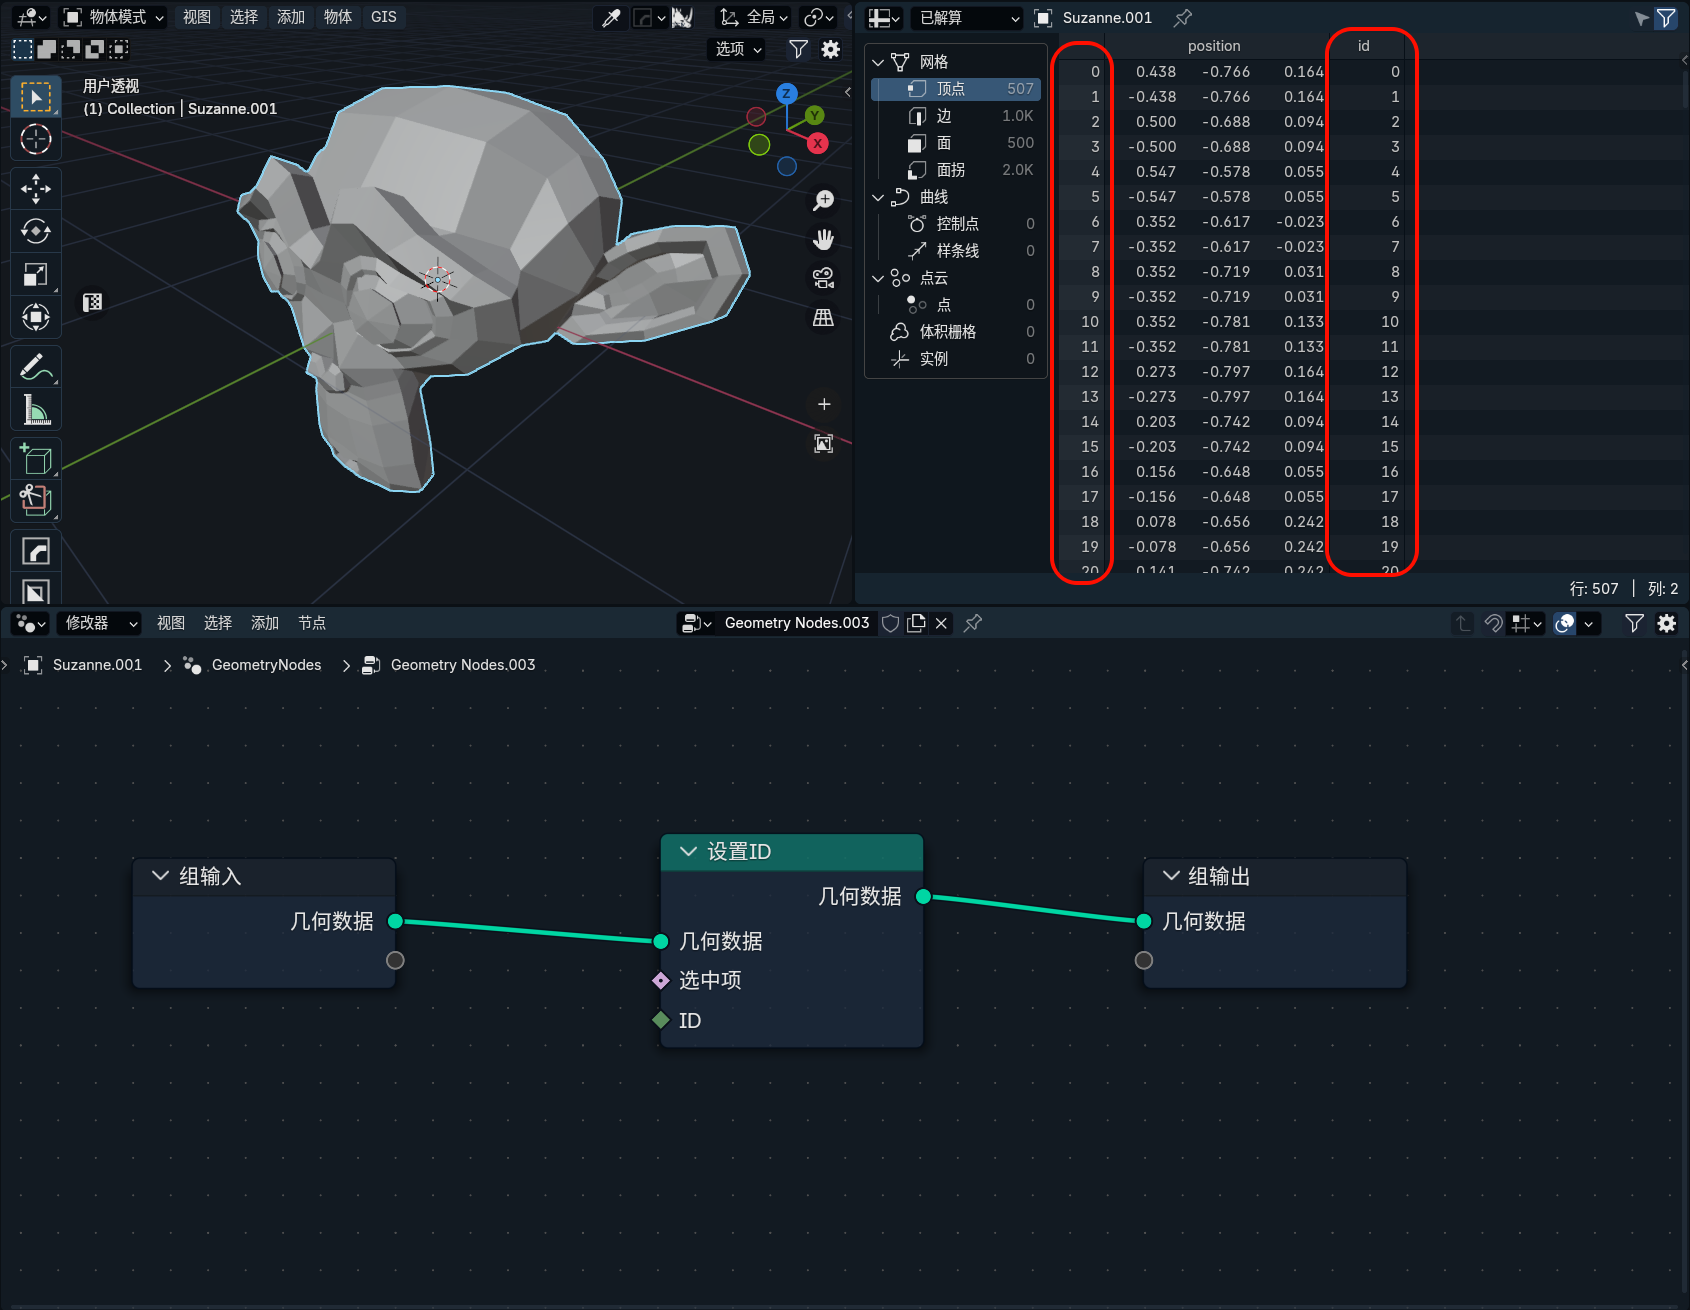 物体模式 视图 选择 添加 物体 GIS 全局
选项
用户透视
(1) Collection | Suzanne.001
Z
Y
X
已解算 Suzanne.001
网格
顶点 507
边 1.0K
面 500
面拐 2.0K
曲线
控制点 0
样条线 0
点云
点 0
体积栅格 0
实例 0
position id
0 0.438 -0.766 0.164 0
1 -0.438 -0.766 0.164 1
2 0.500 -0.688 0.094 2
3 -0.500 -0.688 0.094 3
4 0.547 -0.578 0.055 4
5 -0.547 -0.578 0.055 5
6 0.352 -0.617 -0.023 6
7 -0.352 -0.617 -0.023 7
8 0.352 -0.719 0.031 8
9 -0.352 -0.719 0.031 9
10 0.352 -0.781 0.133 10
11 -0.352 -0.781 0.133 11
12 0.273 -0.797 0.164 12
13 -0.273 -0.797 0.164 13
14 0.203 -0.742 0.094 14
15 -0.203 -0.742 0.094 15
16 0.156 -0.648 0.055 16
17 -0.156 -0.648 0.055 17
18 0.078 -0.656 0.242 18
19 -0.078 -0.656 0.242 19
20 0.141 -0.742 0.242 20
行: 507 | 列: 2
修改器 视图 选择 添加 节点 Geometry Nodes.003
Suzanne.001 > GeometryNodes > Geometry Nodes.003
组输入
几何数据
设置ID
几何数据
几何数据
选中项
ID
组输出
几何数据